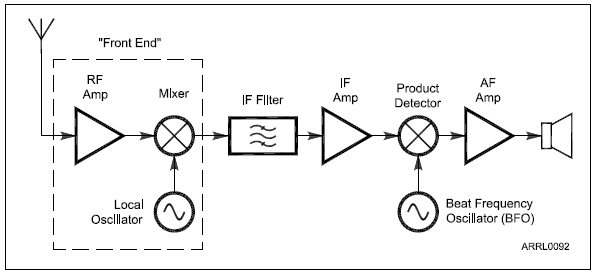 "Front End"
RF
Amp
Mixer
IF Filter
IF
Amp
Product
Detector
AF
Amp
Local
Oscillator
Beat Frequency
Oscillator (BFO)
ARRL0092